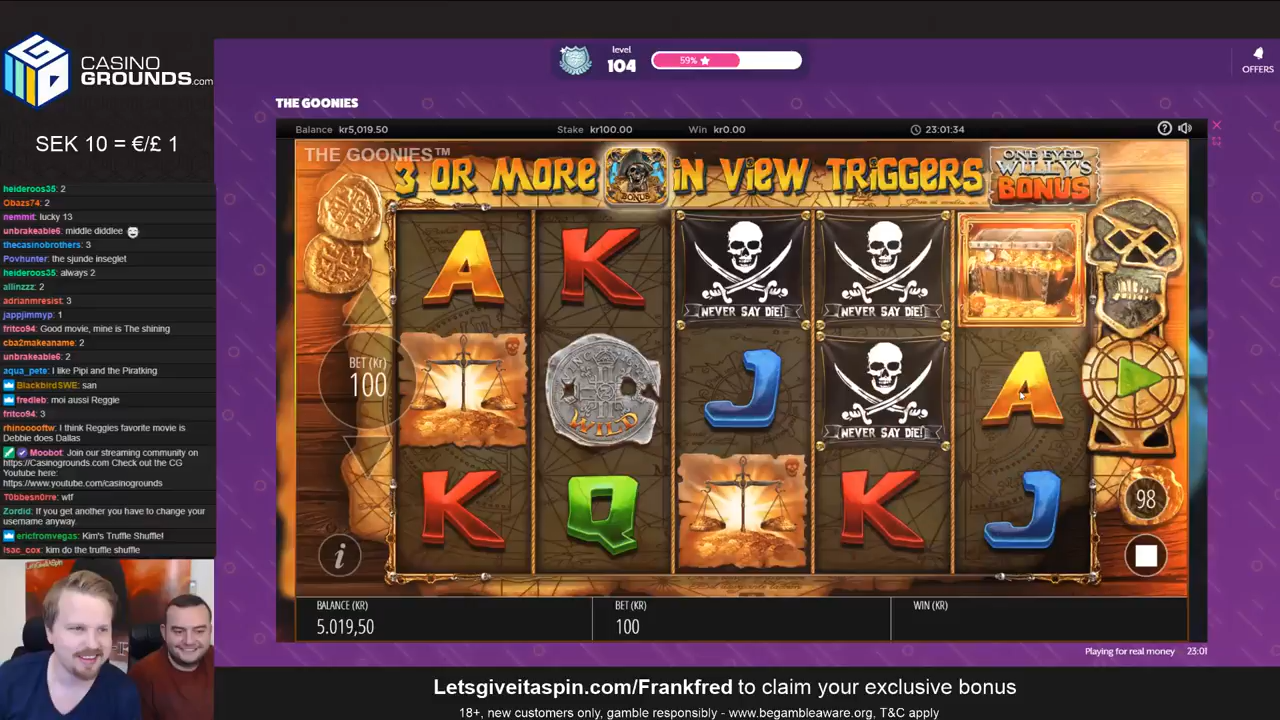 CASINO
GROUNDS.com
SEK 10 = €/£ 1
heideroos35: 2
Obazs74: 2
nemmit: lucky 13
unbrakeable6: middle diddlee
thecasinobrothers: 3
Povhunter: the sjunde inseglet
heideroos35: always 2
allinzzz: 2
adrianmresist: 3
jappjimmyp: 1
fritco94: Good movie, mine is The shining
cba2makeaname: 2
unbrakeable6: 2
aqua_pete: I like Pipi and the Piratking
BlackbirdSWE: san
fredleb: moi aussi Reggie
fritco94: 3
rhinoooftw: I think Reggies favorite movie is
Debbie does Dallas
Moobot: Join our streaming community on
https://Casinogrounds.com Check out the CG
Youtube here:
https://www.youtube.com/casinogrounds
T0bbesn0rre: wtf
Zordid: If you get another you have to change your
username anyway.
ericfromvegas: Kim's Truffle Shuffle!
Isac_cox: kim do the truffle shuffle
level
104
59%
OFFERS
THE GOONIES
Balance kr5,019.50
Stake kr100.00
Win kr0.00
23:01:34
THE GOONIES™
3 OR MORE BONUS IN VIEW TRIGGERS ONE EYED WILLY'S BONUS
A
K
NEVER SAY DIE!
NEVER SAY DIE!
BET (Kr)
100
WILD
J
NEVER SAY DIE!
A
K
Q
K
J
98
i
BALANCE (KR)
5.019,50
BET (KR)
100
WIN (KR)
Playing for real money 23:01
Letsgiveitaspin.com/Frankfred to claim your exclusive bonus
18+, new customers only, gamble responsibly - www.begambleaware.org, T&C apply